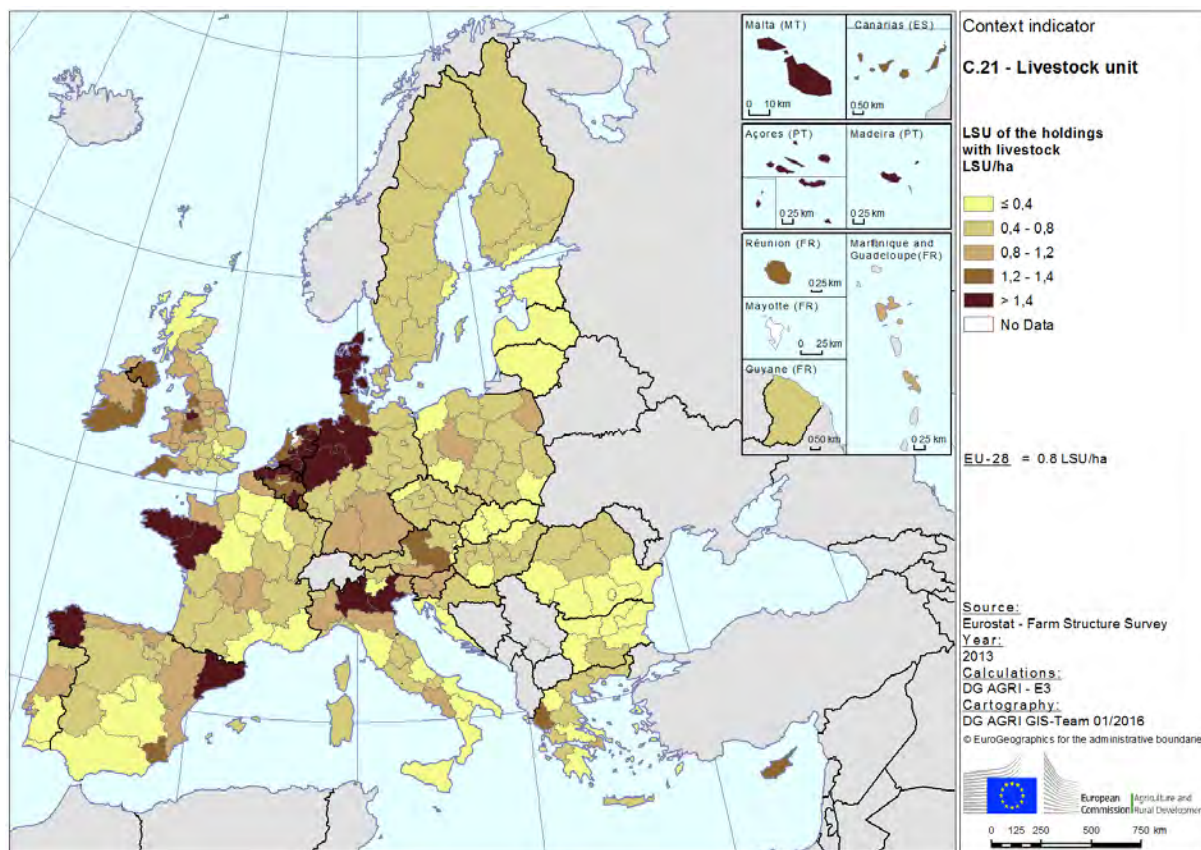 Malta (MT)
0 10 km
Canarias (ES)
0 50 km
Açores (PT)
0 25 km
Madeira (PT)
0 25 km
Réunion (FR)
0 25 km
Mayotte (FR)
0 25 km
Guyane (FR)
0 50 km
Martinique and
Guadeloupe(FR)
0 25 km
Context indicator
C.21 - Livestock unit
LSU of the holdings
with livestock
LSU/ha
≤ 0,4
0,4 - 0,8
0,8 - 1,2
1,2 - 1,4
> 1,4
No Data
EU-28 = 0.8 LSU/ha
Source:
Eurostat - Farm Structure Survey
Year:
2013
Calculations:
DG AGRI - E3
Cartography:
DG AGRI GIS-Team 01/2016
© EuroGeographics for the administrative boundarie
European
Commission
Agriculture and
Rural Developmen
0 125 250 500 750 km